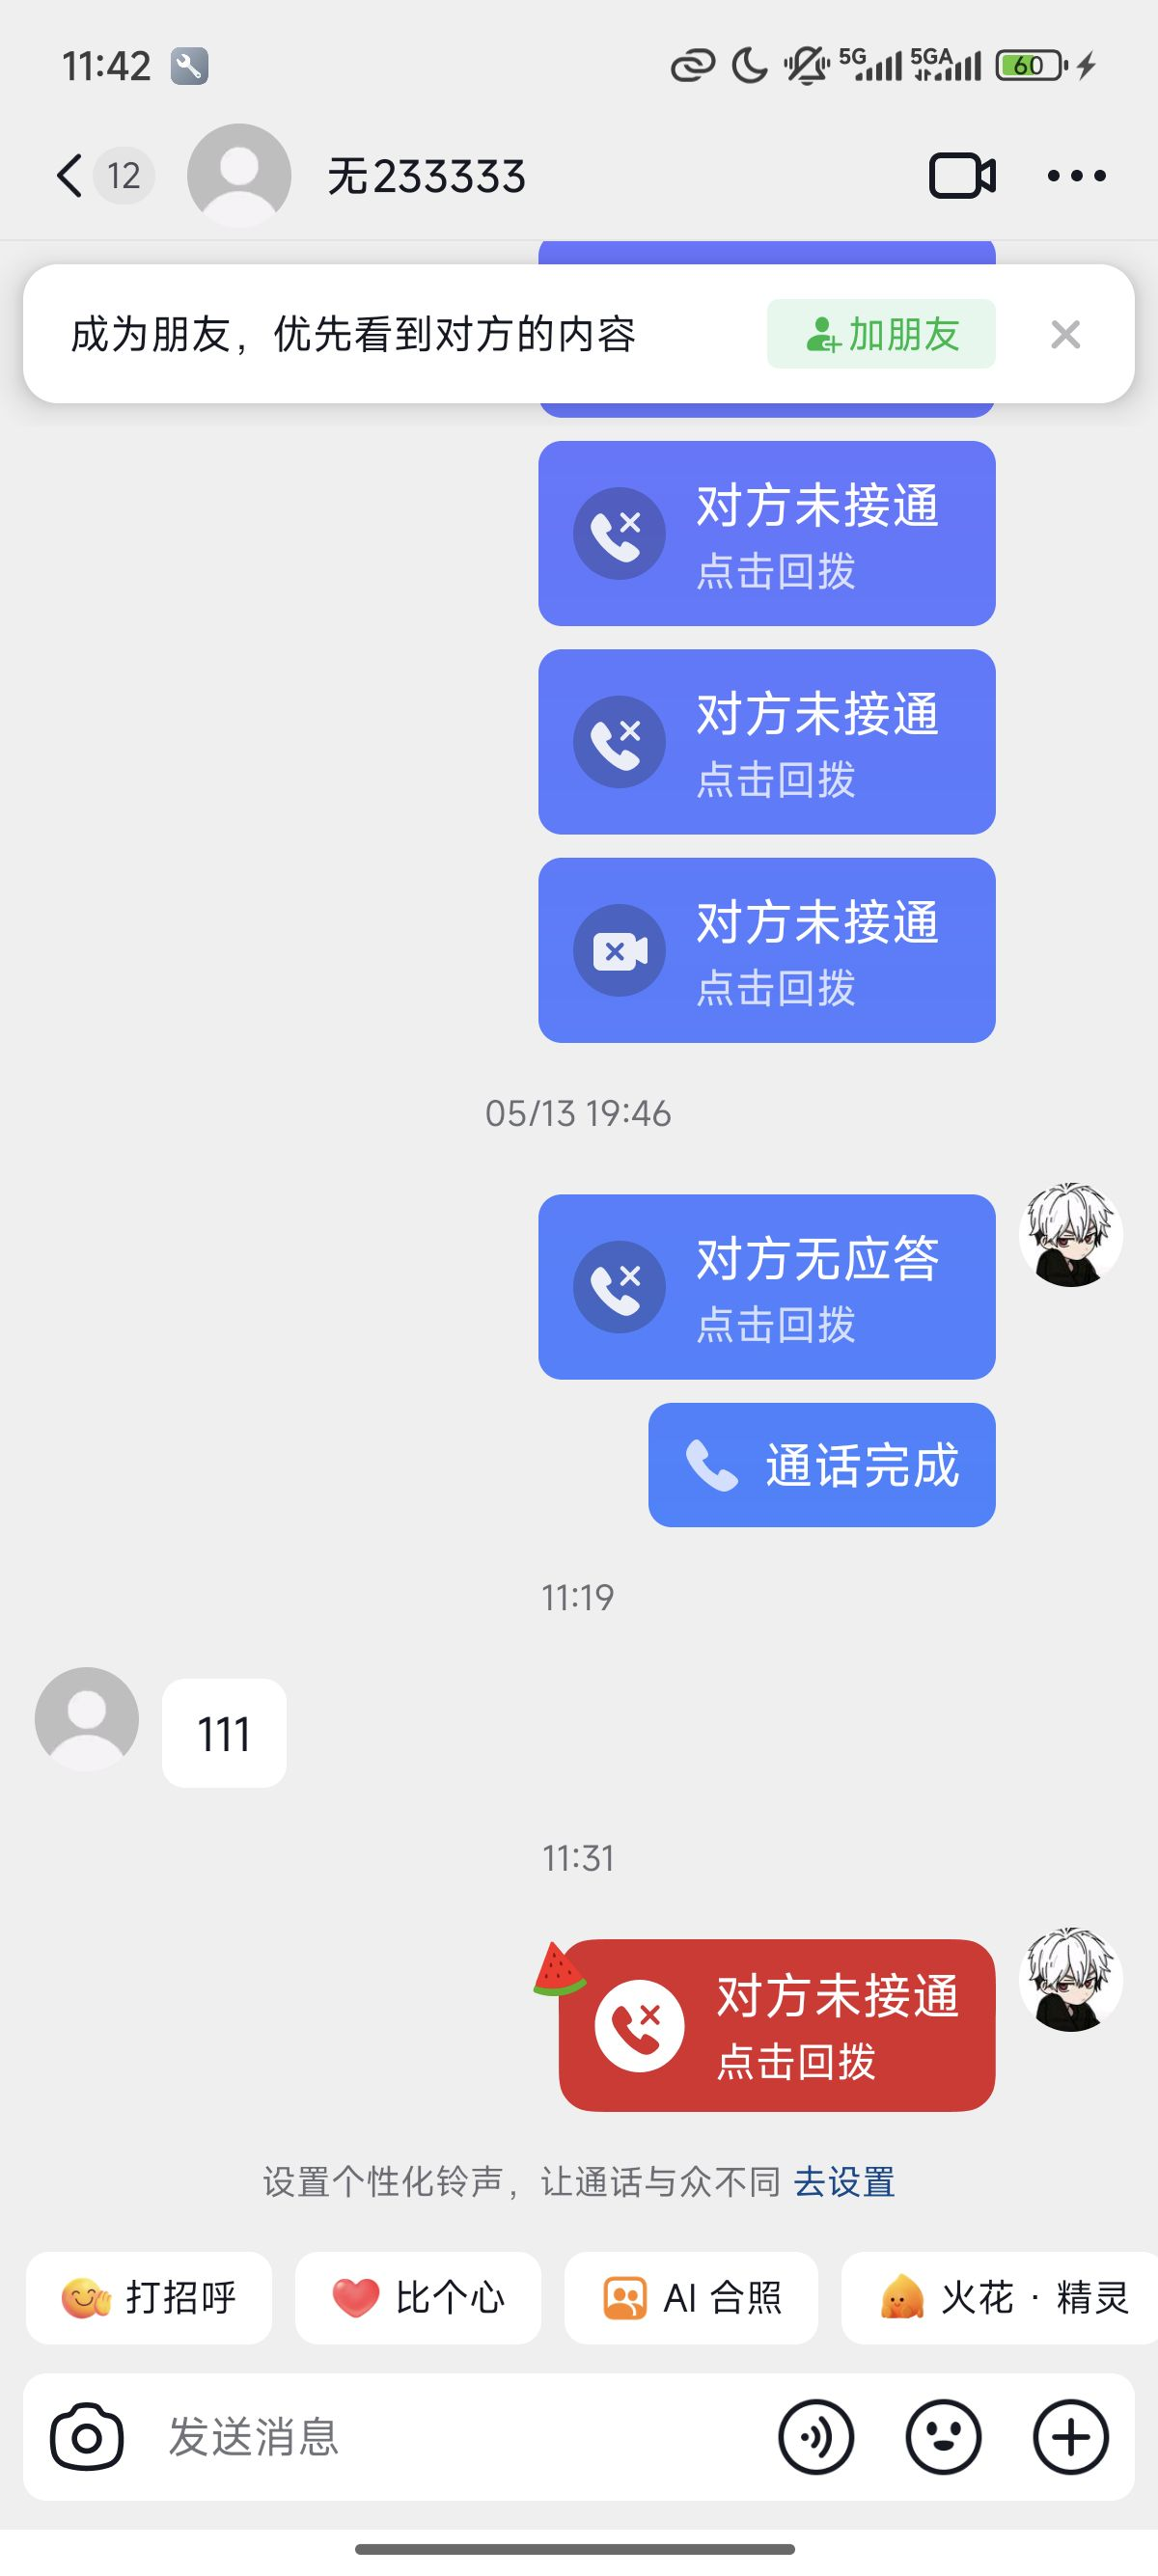 11:42
5G 5GA 60
12 无233333
成为朋友，优先看到对方的内容 加朋友
对方未接通
点击回拨
对方未接通
点击回拨
对方未接通
点击回拨
05/13 19:46
对方无应答
点击回拨
通话完成
11:19
111
11:31
对方未接通
点击回拨
设置个性化铃声，让通话与众不同 去设置
打招呼 比个心 AI 合照 火花 · 精灵
发送消息